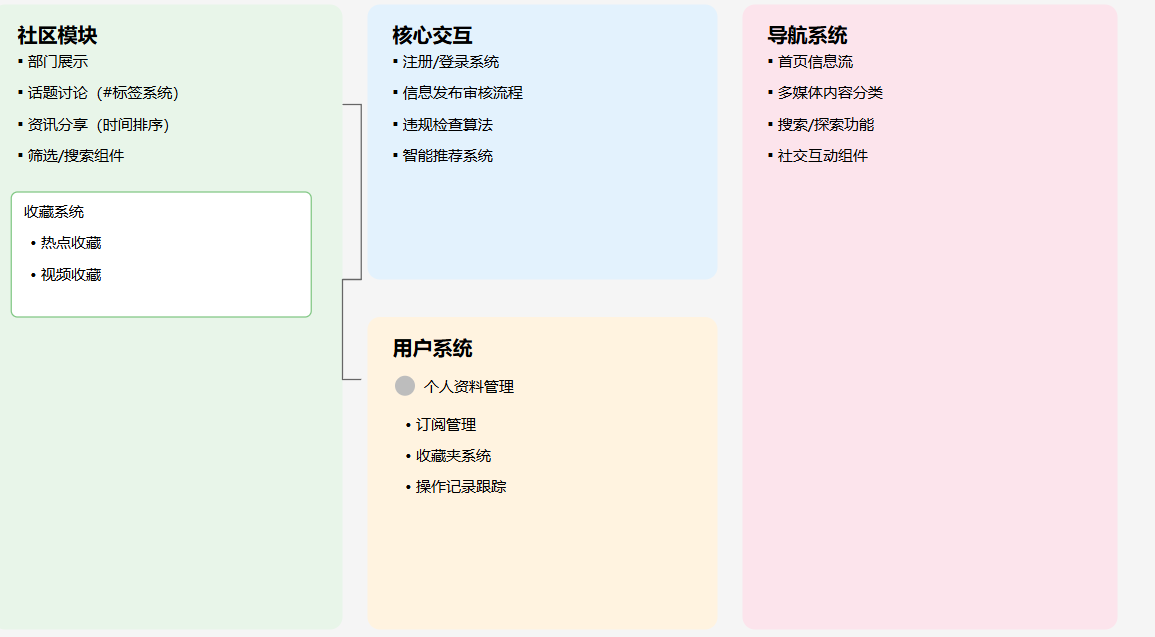 社区模块
▪ 部门展示
▪ 话题讨论（#标签系统）
▪ 资讯分享（时间排序）
▪ 筛选/搜索组件
收藏系统
• 热点收藏
• 视频收藏
核心交互
▪ 注册/登录系统
▪ 信息发布审核流程
▪ 违规检查算法
▪ 智能推荐系统
用户系统
个人资料管理
• 订阅管理
• 收藏夹系统
• 操作记录跟踪
导航系统
▪ 首页信息流
▪ 多媒体内容分类
▪ 搜索/探索功能
▪ 社交互动组件